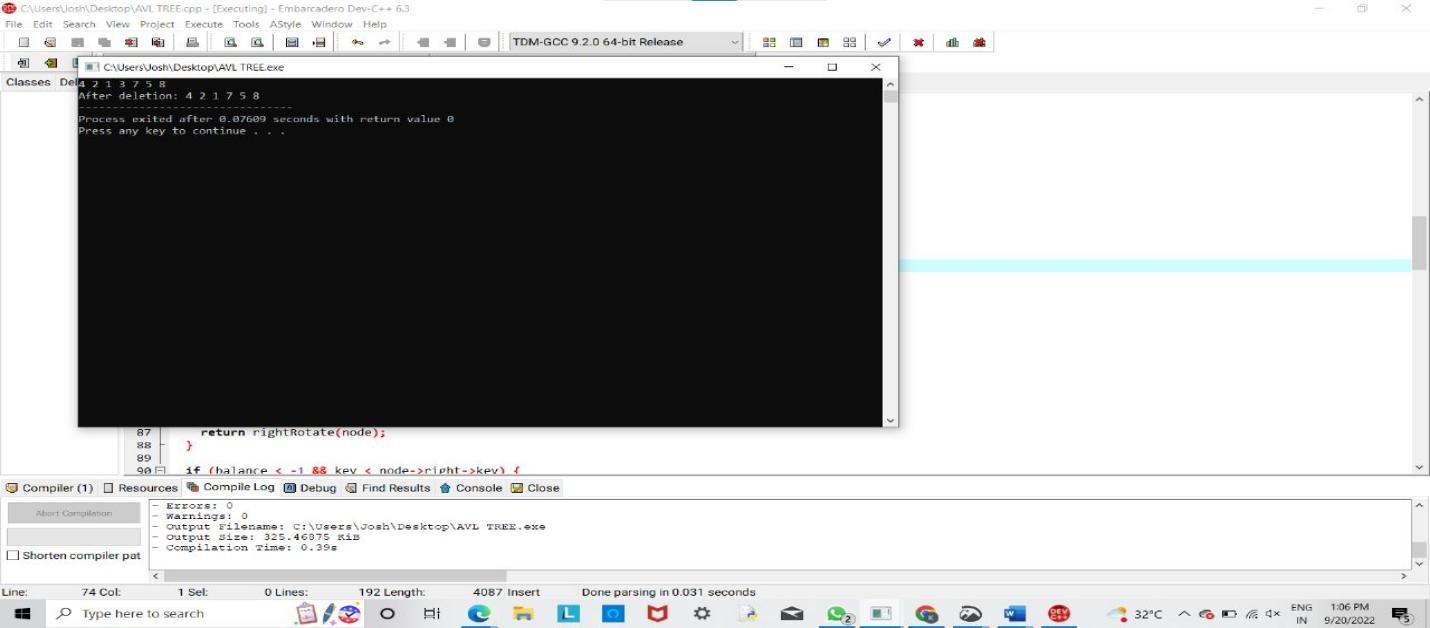 C:\Users\Josh\Desktop\AVL TREE.cpp - [Executing] - Embarcadero Dev-C++ 6.3
File Edit Search View Project Execute Tools AStyle Window Help
TDM-GCC 9.2.0 64-bit Release
C:\Users\Josh\Desktop\AVL TREE.exe
Classes De
4 2 1 3 7 5 8
After deletion: 4 2 1 7 5 8
--------------------------------
Process exited after 0.07609 seconds with return value 0
Press any key to continue . . .
87 return rightRotate(node);
88 }
89
90 if (balance < -1 && key < node->right->key) {
Compiler (1) Resources Compile Log Debug Find Results Console Close
Abort Compilation
Shorten compiler pat
- Errors: 0
- Warnings: 0
- Output Filename: C:\Users\Josh\Desktop\AVL TREE.exe
- Output Size: 325.46875 KiB
- Compilation Time: 0.39s
Line: 74 Col: 1 Sel: 0 Lines: 192 Length: 4087 Insert Done parsing in 0.031 seconds
Type here to search
L
W
DEV C++
2
32°C
ENG
IN
1:06 PM
9/20/2022
5